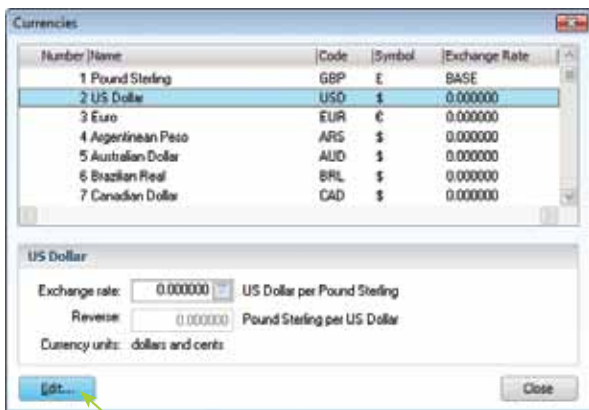 Currencies
Number Name Code Symbol Exchange Rate
1 Pound Sterling GBP £ BASE
2 US Dollar USD $ 0.000000
3 Euro EUR € 0.000000
4 Argentinean Peso ARS $ 0.000000
5 Australian Dollar AUD $ 0.000000
6 Brazilian Real BRL $ 0.000000
7 Canadian Dollar CAD $ 0.000000
US Dollar
Exchange rate: 0.000000 US Dollar per Pound Sterling
Reverse: 0.000000 Pound Sterling per US Dollar
Currency units: dollars and cents
Edit... Close